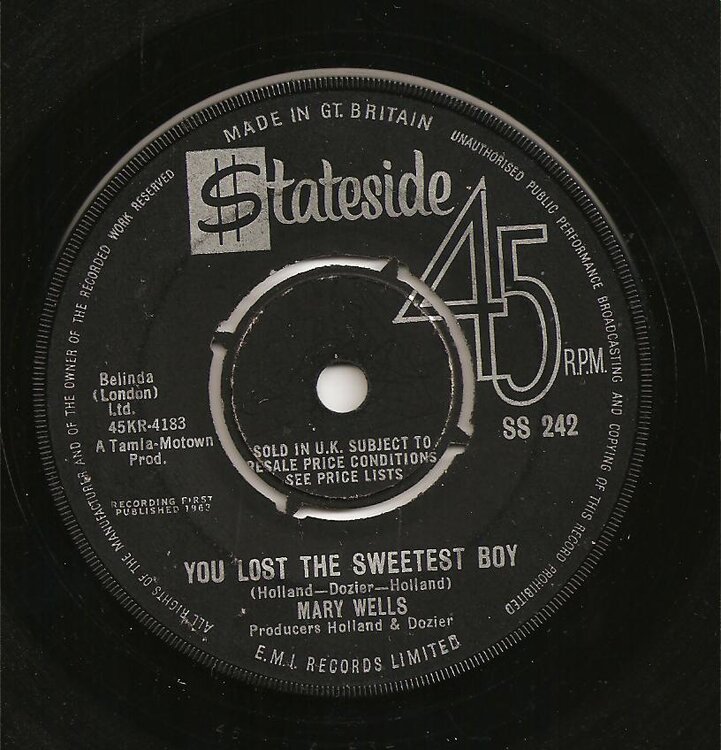 MADE IN GT. BRITAIN
UNAUTHORISED PUBLIC PERFORMANCE BROADCASTING AND COPYING OF THIS RECORD PROHIBITED
ALL RIGHTS OF THE MANUFACTURER AND OF THE OWNER OF THE RECORDED WORK RESERVED
$tateside
45
R.P.M.
SS 242
Belinda
(London)
Ltd.
45KR-4183
A Tamla-Motown
Prod.
SOLD IN U.K. SUBJECT TO
RESALE PRICE CONDITIONS
SEE PRICE LISTS
RECORDING FIRST
PUBLISHED 1963
YOU LOST THE SWEETEST BOY
(Holland—Dozier—Holland)
MARY WELLS
Producers Holland & Dozier
E.M.I. RECORDS LIMITED